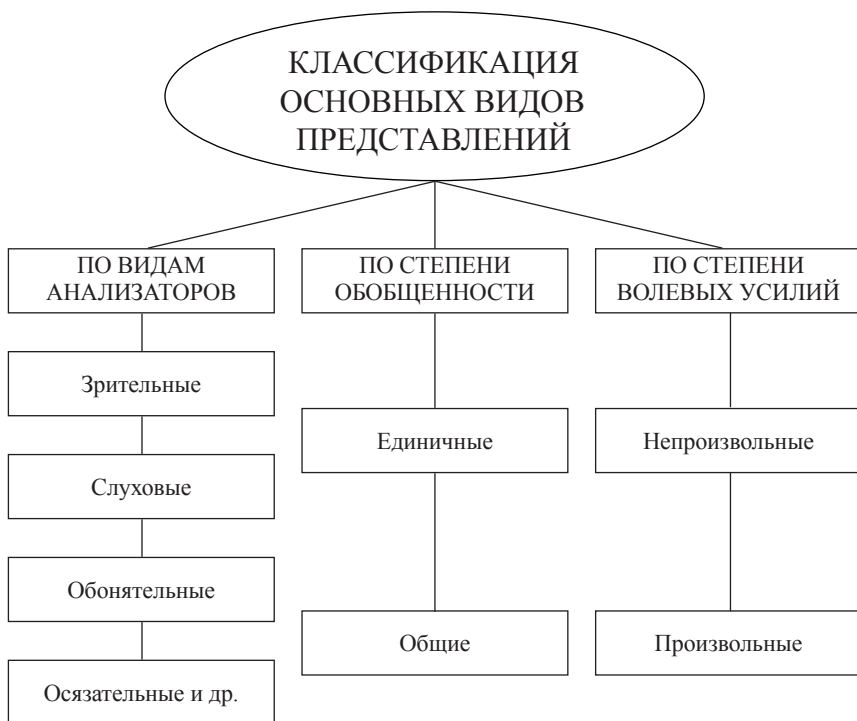 КЛАССИФИКАЦИЯ
ОСНОВНЫХ ВИДОВ
ПРЕДСТАВЛЕНИЙ
ПО ВИДАМ
АНАЛИЗАТОРОВ
Зрительные
Слуховые
Обонятельные
Осязательные и др.
ПО СТЕПЕНИ
ОБОБЩЕННОСТИ
Единичные
Общие
ПО СТЕПЕНИ
ВОЛЕВЫХ УСИЛИЙ
Непроизвольные
Произвольные